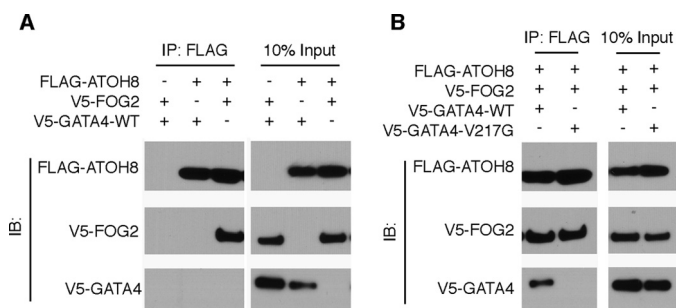 A
IP: FLAG 10% Input
FLAG-ATOH8 - + + - + +
V5-FOG2 + - + + - +
V5-GATA4-WT + + - + + -
IB:
FLAG-ATOH8
V5-FOG2
V5-GATA4
B
IP: FLAG 10% Input
FLAG-ATOH8 + + + +
V5-FOG2 + + + +
V5-GATA4-WT + - + -
V5-GATA4-V217G - + - +
IB:
FLAG-ATOH8
V5-FOG2
V5-GATA4